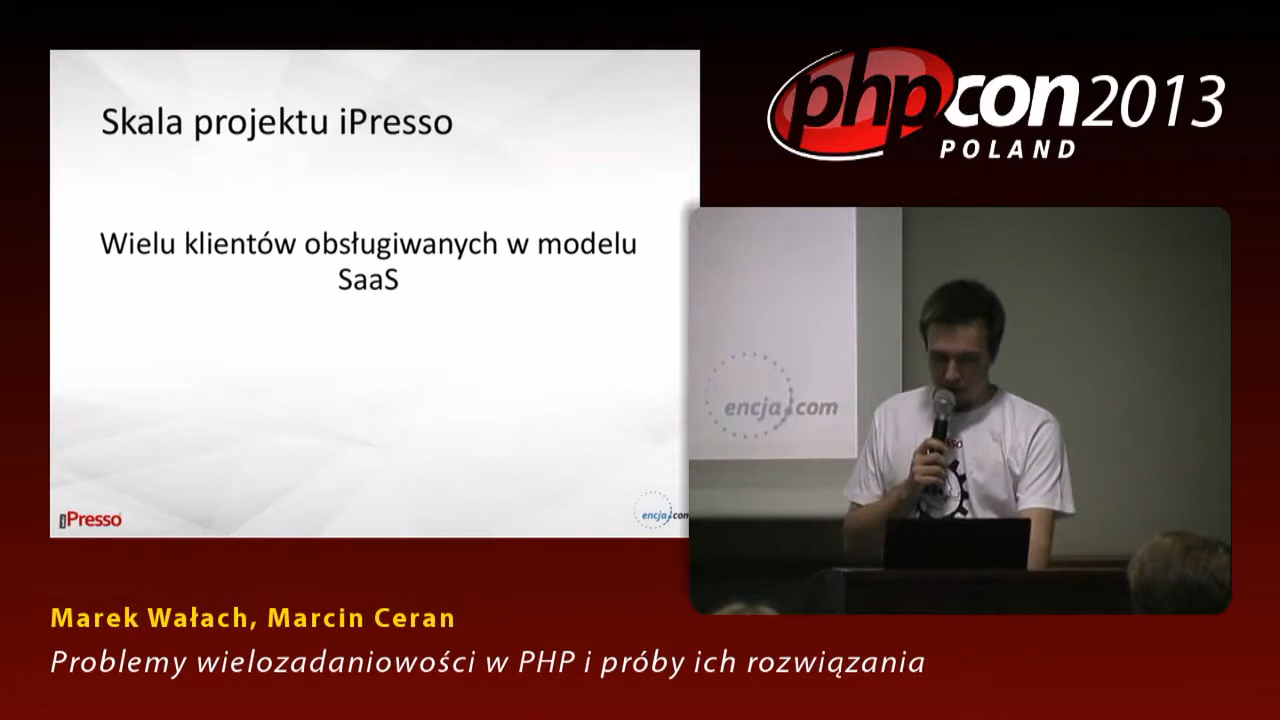 Skala projektu iPresso
Wielu klientów obsługiwanych w modelu
SaaS
iPresso
encja.com
phpcon2013
POLAND
encja.com
Marek Wałach, Marcin Ceran
Problemy wielozadaniowości w PHP i próby ich rozwiązania